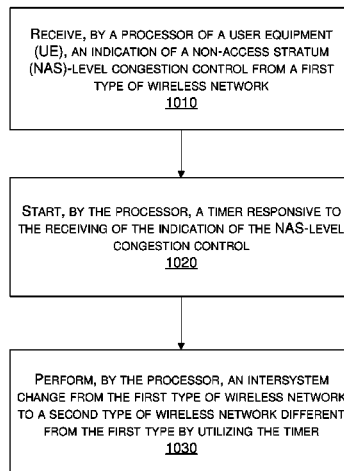 RECEIVE, BY A PROCESSOR OF A USER EQUIPMENT
(UE), AN INDICATION OF A NON-ACCESS STRATUM
(NAS)-LEVEL CONGESTION CONTROL FROM A FIRST
TYPE OF WIRELESS NETWORK
1010
START, BY THE PROCESSOR, A TIMER RESPONSIVE TO
THE RECEIVING OF THE INDICATION OF THE NAS-LEVEL
CONGESTION CONTROL
1020
PERFORM, BY THE PROCESSOR, AN INTERSYSTEM
CHANGE FROM THE FIRST TYPE OF WIRELESS NETWORK
TO A SECOND TYPE OF WIRELESS NETWORK DIFFERENT
FROM THE FIRST TYPE BY UTILIZING THE TIMER
1030